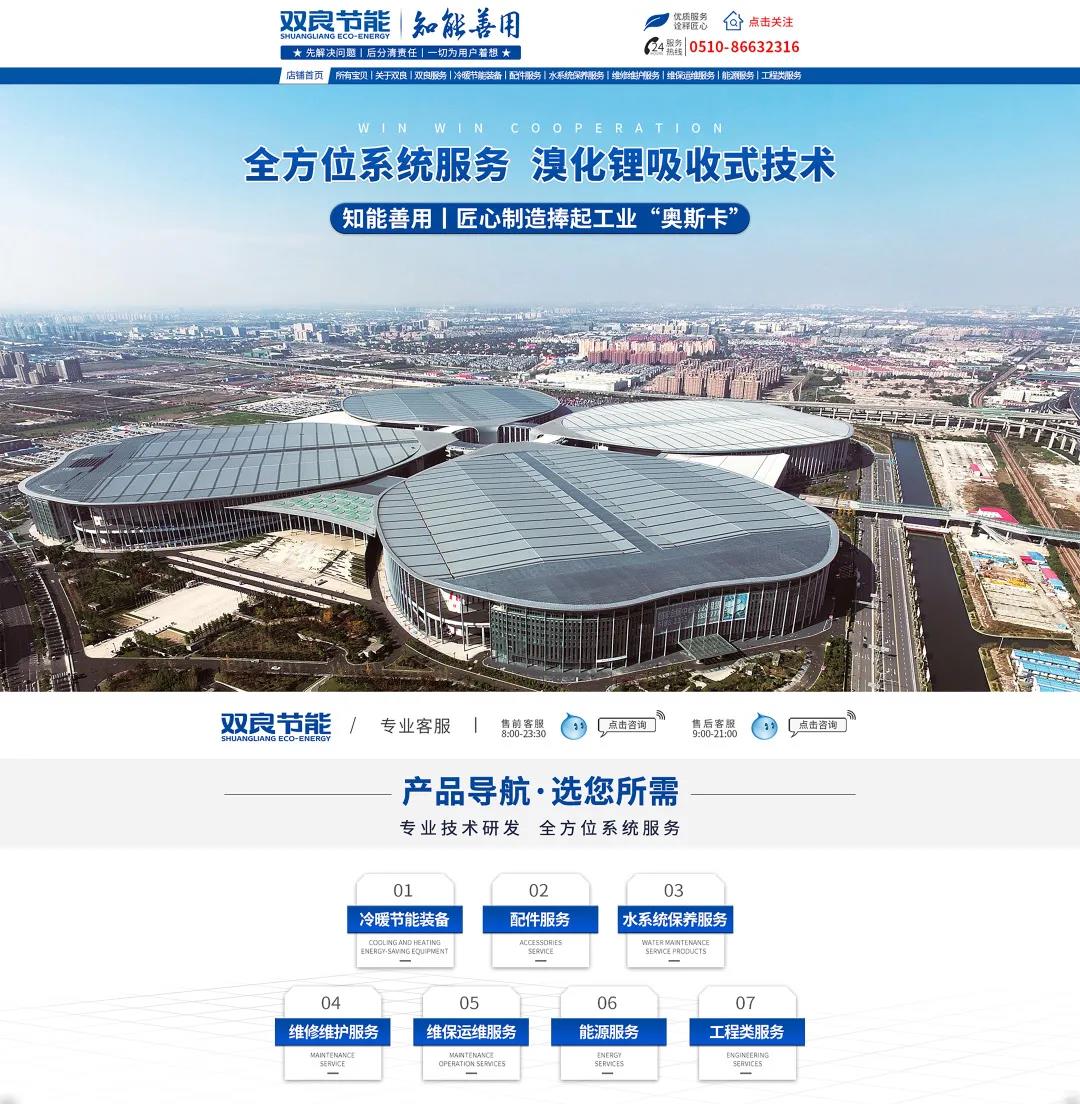 双良节能
SHUANGLIANG ECO-ENERGY
知能善用
★ 先解决问题 | 后分清责任 | 一切为用户着想 ★
优质服务
诠释匠心
点击关注
24
服务
热线
0510-86632316
店铺首页 所有宝贝 | 关于双良 | 双良服务 | 冷暖节能装备 | 配件服务 | 水系统保养服务 | 维修维护服务 | 维保运维服务 | 能源服务 | 工程类服务
WIN WIN COOPERATION
全方位系统服务 溴化锂吸收式技术
知能善用 | 匠心制造捧起工业“奥斯卡”
双良节能
SHUANGLIANG ECO-ENERGY
/ 专业客服 |
售前客服
8:00-23:30
点击咨询
售后客服
9:00-21:00
点击咨询
产品导航·选您所需
专业技术研发 全方位系统服务
01
冷暖节能装备
COOLING AND HEATING
ENERGY-SAVING EQUIPMENT
02
配件服务
ACCESSORIES
SERVICE
03
水系统保养服务
WATER MAINTENANCE
SERVICE PRODUCTS
04
维修维护服务
MAINTENANCE
SERVICE
05
维保运维服务
MAINTENANCE
OPERATION SERVICES
06
能源服务
ENERGY
SERVICES
07
工程类服务
ENGINEERING
SERVICES